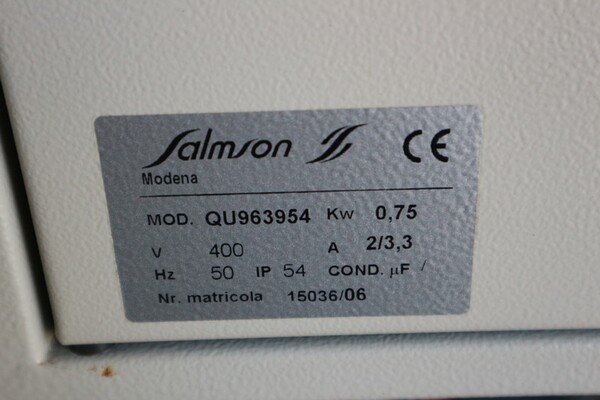 Salmson CE
Modena
MOD. QU963954 Kw 0,75
V 400 A 2/3,3
Hz 50 IP 54 COND. µF /
Nr. matricola 15036/06